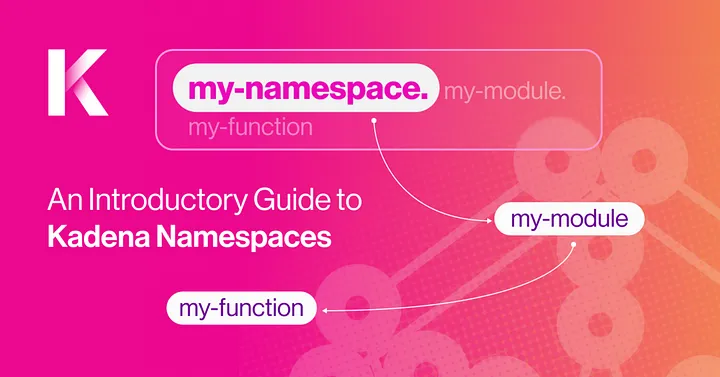 K
my-namespace. my-module.
my-function
An Introductory Guide to
Kadena Namespaces
my-module
my-function